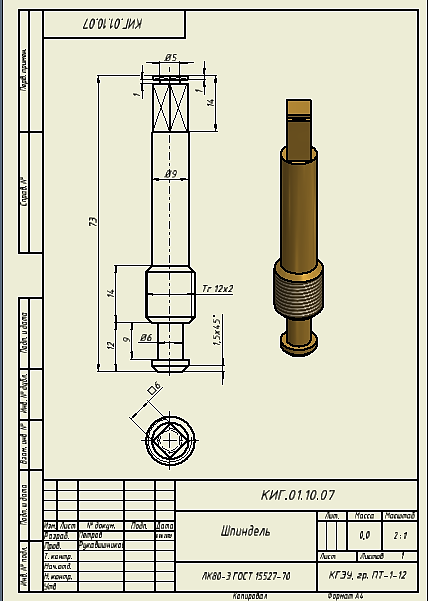 КИГ.01.10.07
Перв. примен.
Справ. №
Подп. и дата
Инв. № дубл.
Взам. инв. №
Подп. и дата
Инв. № подл.
Ø5
1
1
14
Ø9
73
14
Tr 12x2
12
9
Ø6
1,5x45°
□6
КИГ.01.10.07
Изм. Лист № докум. Подп. Дата
Разраб. Петров
Пров. Рукавишников
Т. контр.
Нач.отд.
Н. контр.
Утв.
Шпиндель
Лит. Масса Масштаб
0,0 2:1
Лист Листов 1
ЛК80-3 ГОСТ 15527-70
КГЭУ, гр. ПТ-1-12
Копировал Формат А4